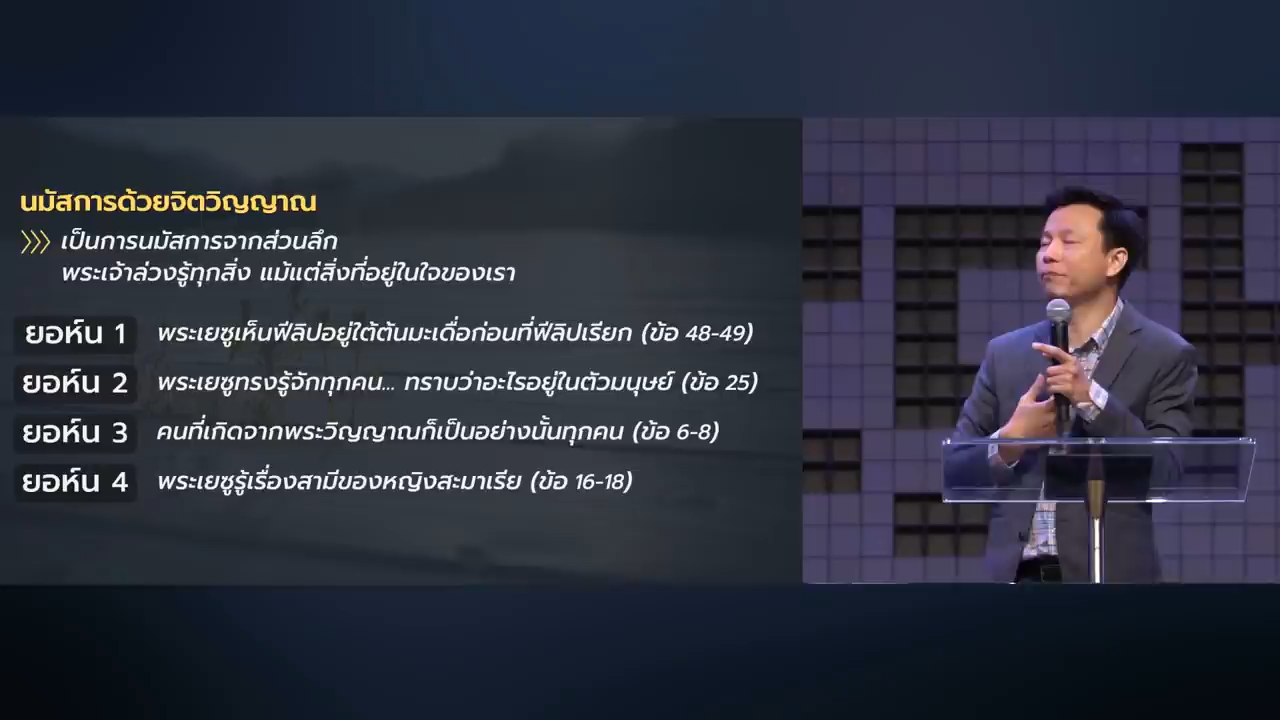 นมัสการด้วยจิตวิญญาณ
เป็นการนมัสการจากส่วนลึก
พระเจ้าล่วงรู้ทุกสิ่ง แม้แต่สิ่งที่อยู่ในใจของเรา
ยอห์น 1 พระเยซูเห็นฟีลิปอยู่ใต้ต้นมะเดื่อก่อนที่ฟีลิปเรียก (ข้อ 48-49)
ยอห์น 2 พระเยซูทรงรู้จักทุกคน... ทราบว่าอะไรอยู่ในตัวมนุษย์ (ข้อ 25)
ยอห์น 3 คนที่เกิดจากพระวิญญาณก็เป็นอย่างนั้นทุกคน (ข้อ 6-8)
ยอห์น 4 พระเยซูรู้เรื่องสามีของหญิงสะมาเรีย (ข้อ 16-18)